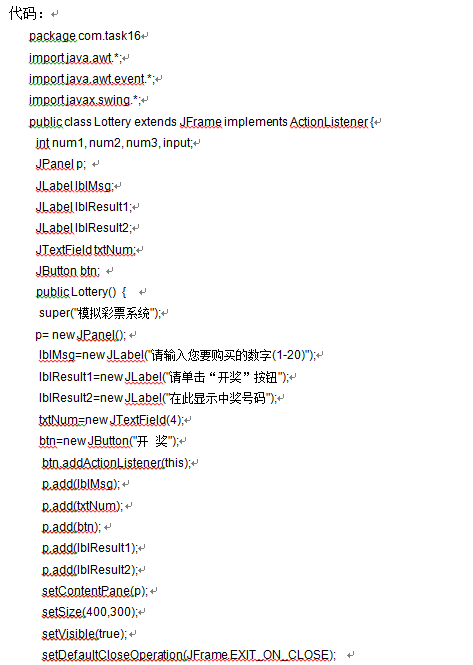 代码：
package com.task16
import java.awt.*;
import java.awt.event.*;
import javax.swing.*;
public class Lottery extends JFrame implements ActionListener {
int num1, num2, num3, input;
JPanel p;
JLabel lblMsg;
JLabel lblResult1;
JLabel lblResult2;
JTextField txtNum;
JButton btn;
public Lottery() {
super("模拟彩票系统");
p= new JPanel();
lblMsg=new JLabel("请输入您要购买的数字(1-20)");
lblResult1=new JLabel("请单击“开奖”按钮");
lblResult2=new JLabel("在此显示中奖号码");
txtNum=new JTextField(4);
btn=new JButton("开 奖");
btn.addActionListener(this);
p.add(lblMsg);
p.add(txtNum);
p.add(btn);
p.add(lblResult1);
p.add(lblResult2);
setContentPane(p);
setSize(400,300);
setVisible(true);
setDefaultCloseOperation(JFrame.EXIT_ON_CLOSE);